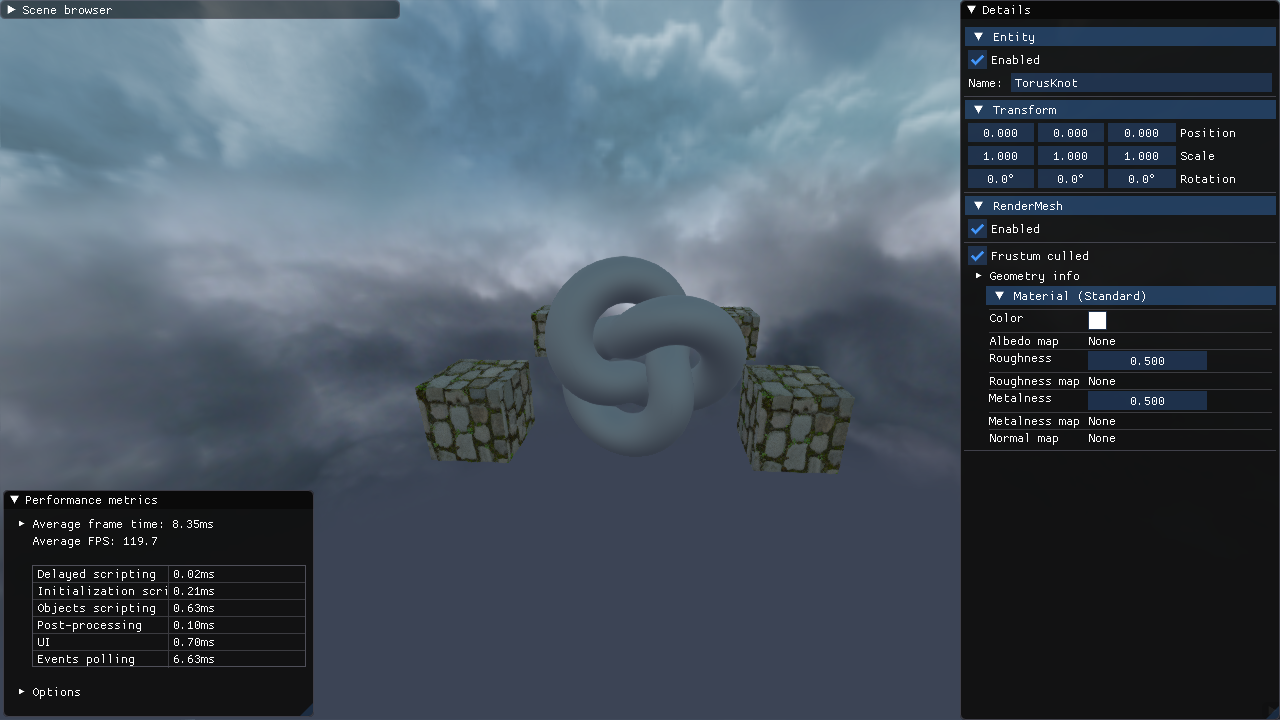 Scene browser
Details
Entity
Enabled
Name: TorusKnot
Transform
0.000 0.000 0.000 Position
1.000 1.000 1.000 Scale
0.0° 0.0° 0.0° Rotation
RenderMesh
Enabled
Frustum culled
Geometry info
Material (Standard)
Color
Albedo map None
Roughness 0.500
Roughness map None
Metalness 0.500
Metalness map None
Normal map None
Performance metrics
Average frame time: 8.35ms
Average FPS: 119.7
Delayed scripting 0.02ms
Initialization scri 0.21ms
Objects scripting 0.63ms
Post-processing 0.10ms
UI 0.70ms
Events polling 6.63ms
Options